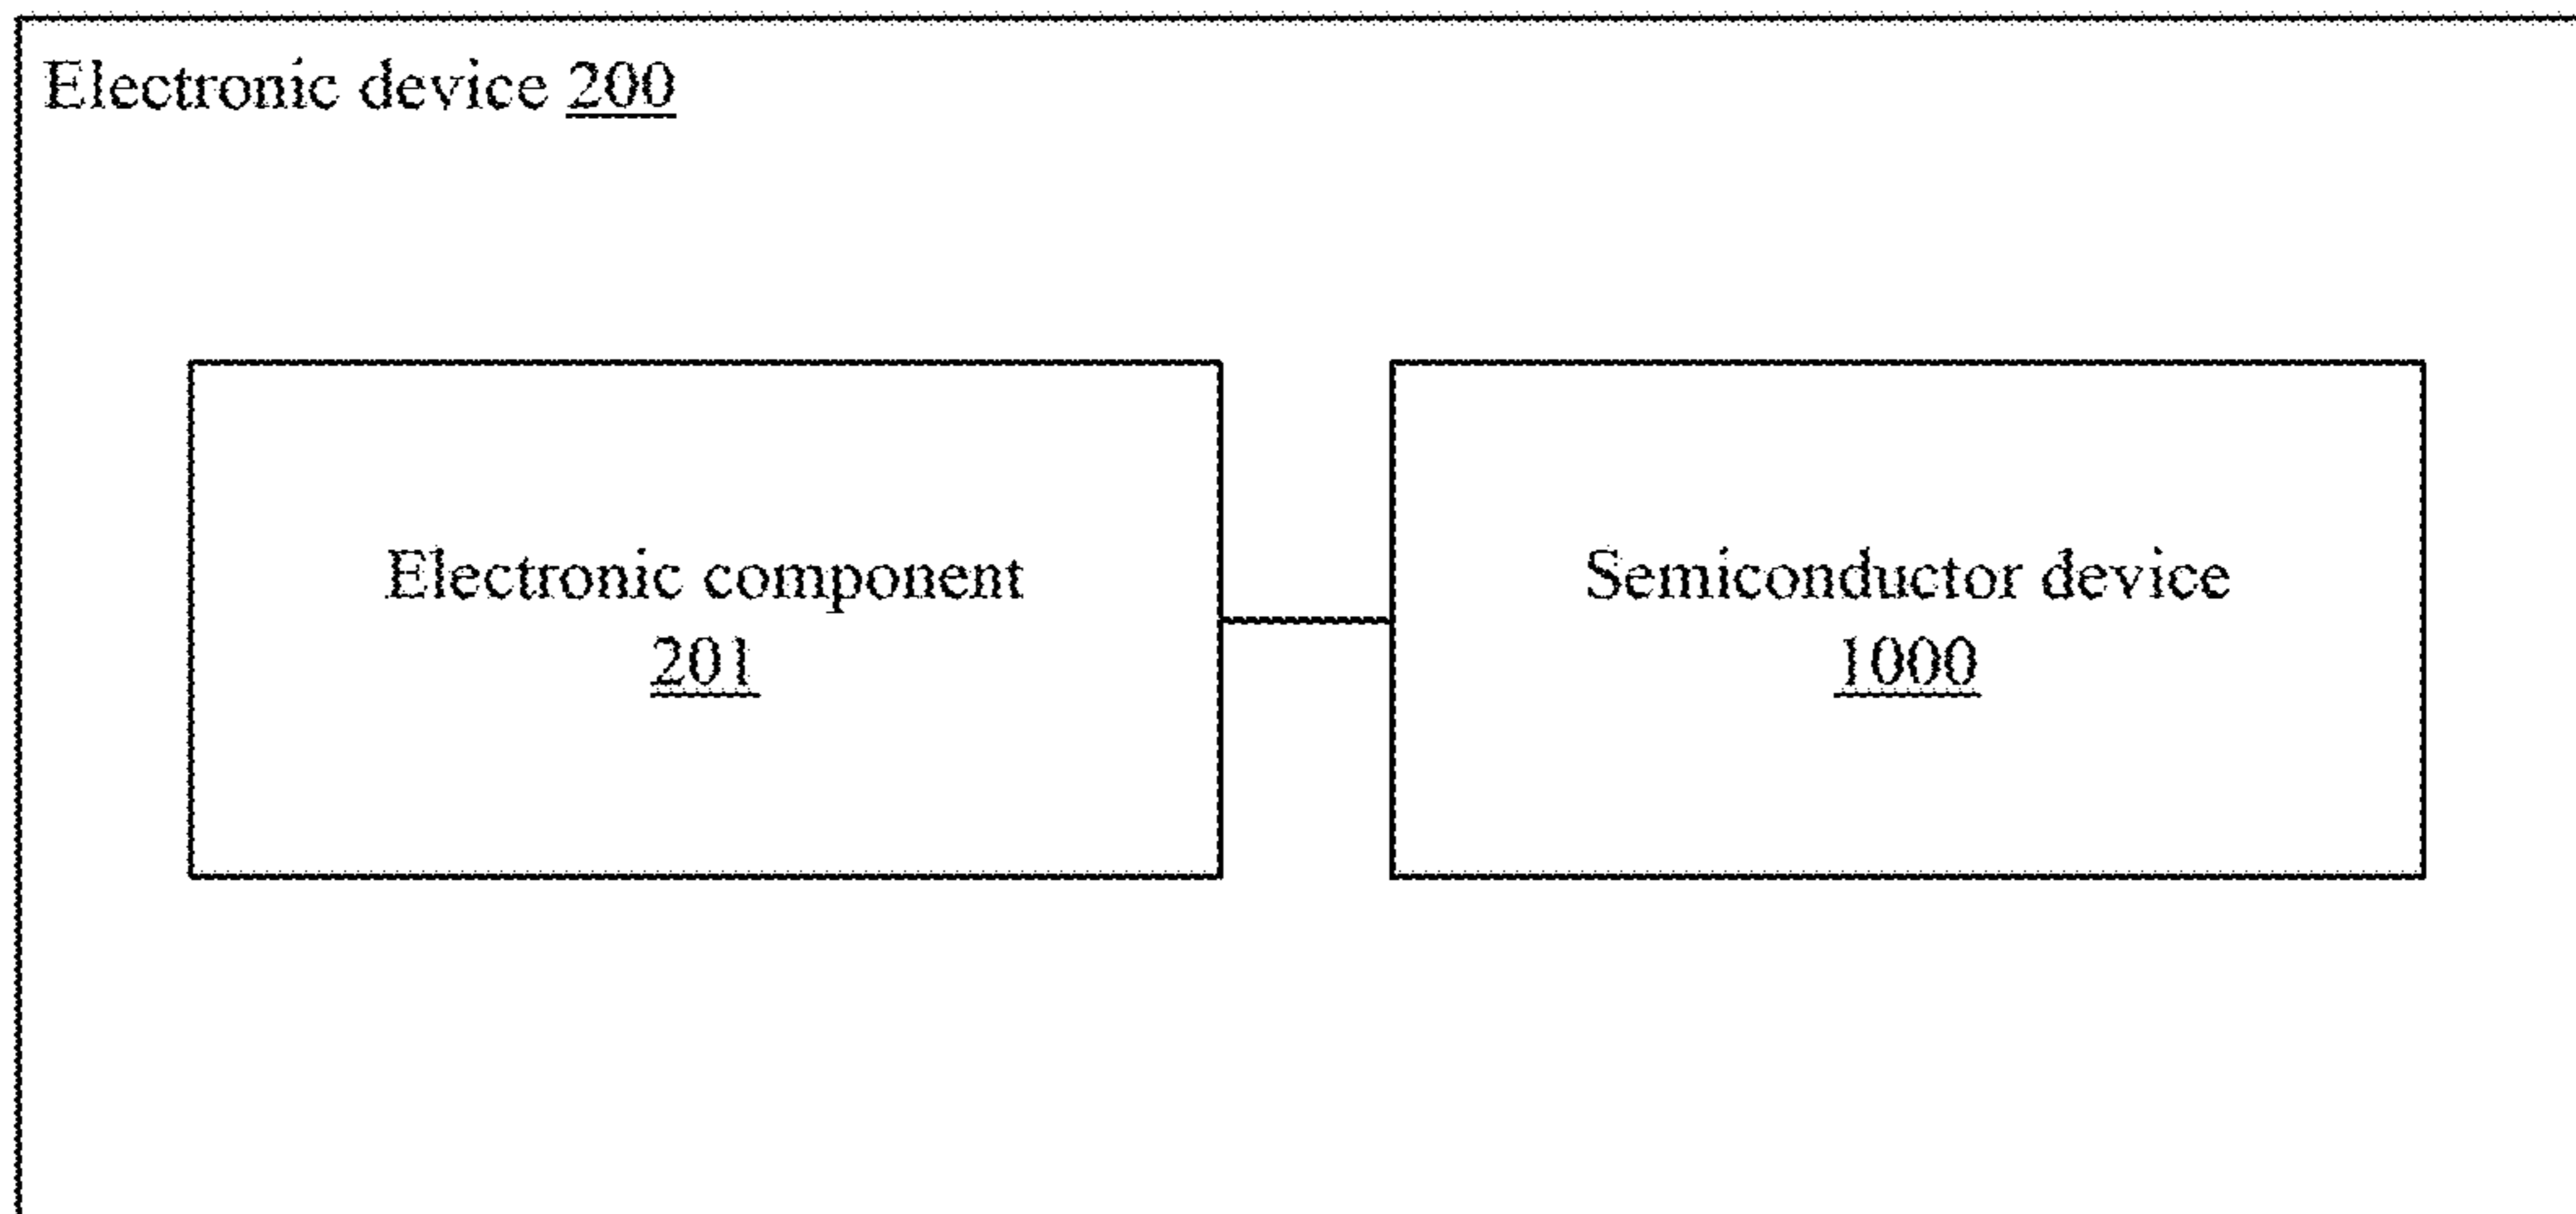 Electronic device 200
Electronic component
201
Semiconductor device
1000